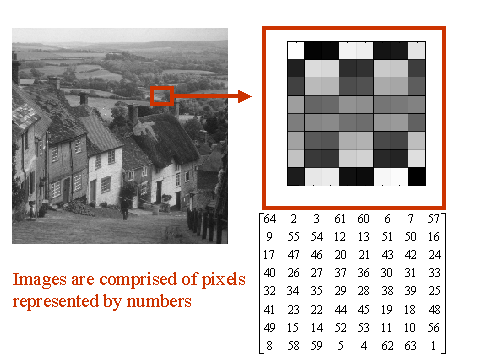 64 2 3 61 60 6 7 57
9 55 54 12 13 51 50 16
17 47 46 20 21 43 42 24
40 26 27 37 36 30 31 33
32 34 35 29 28 38 39 25
41 23 22 44 45 19 18 48
49 15 14 52 53 11 10 56
8 58 59 5 4 62 63 1
Images are comprised of pixels
represented by numbers